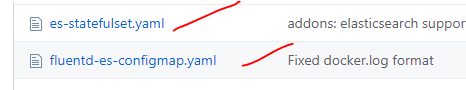 es-statefulset.yaml addons: elasticsearch suppor
fluentd-es-configmap.yaml Fixed docker.log format